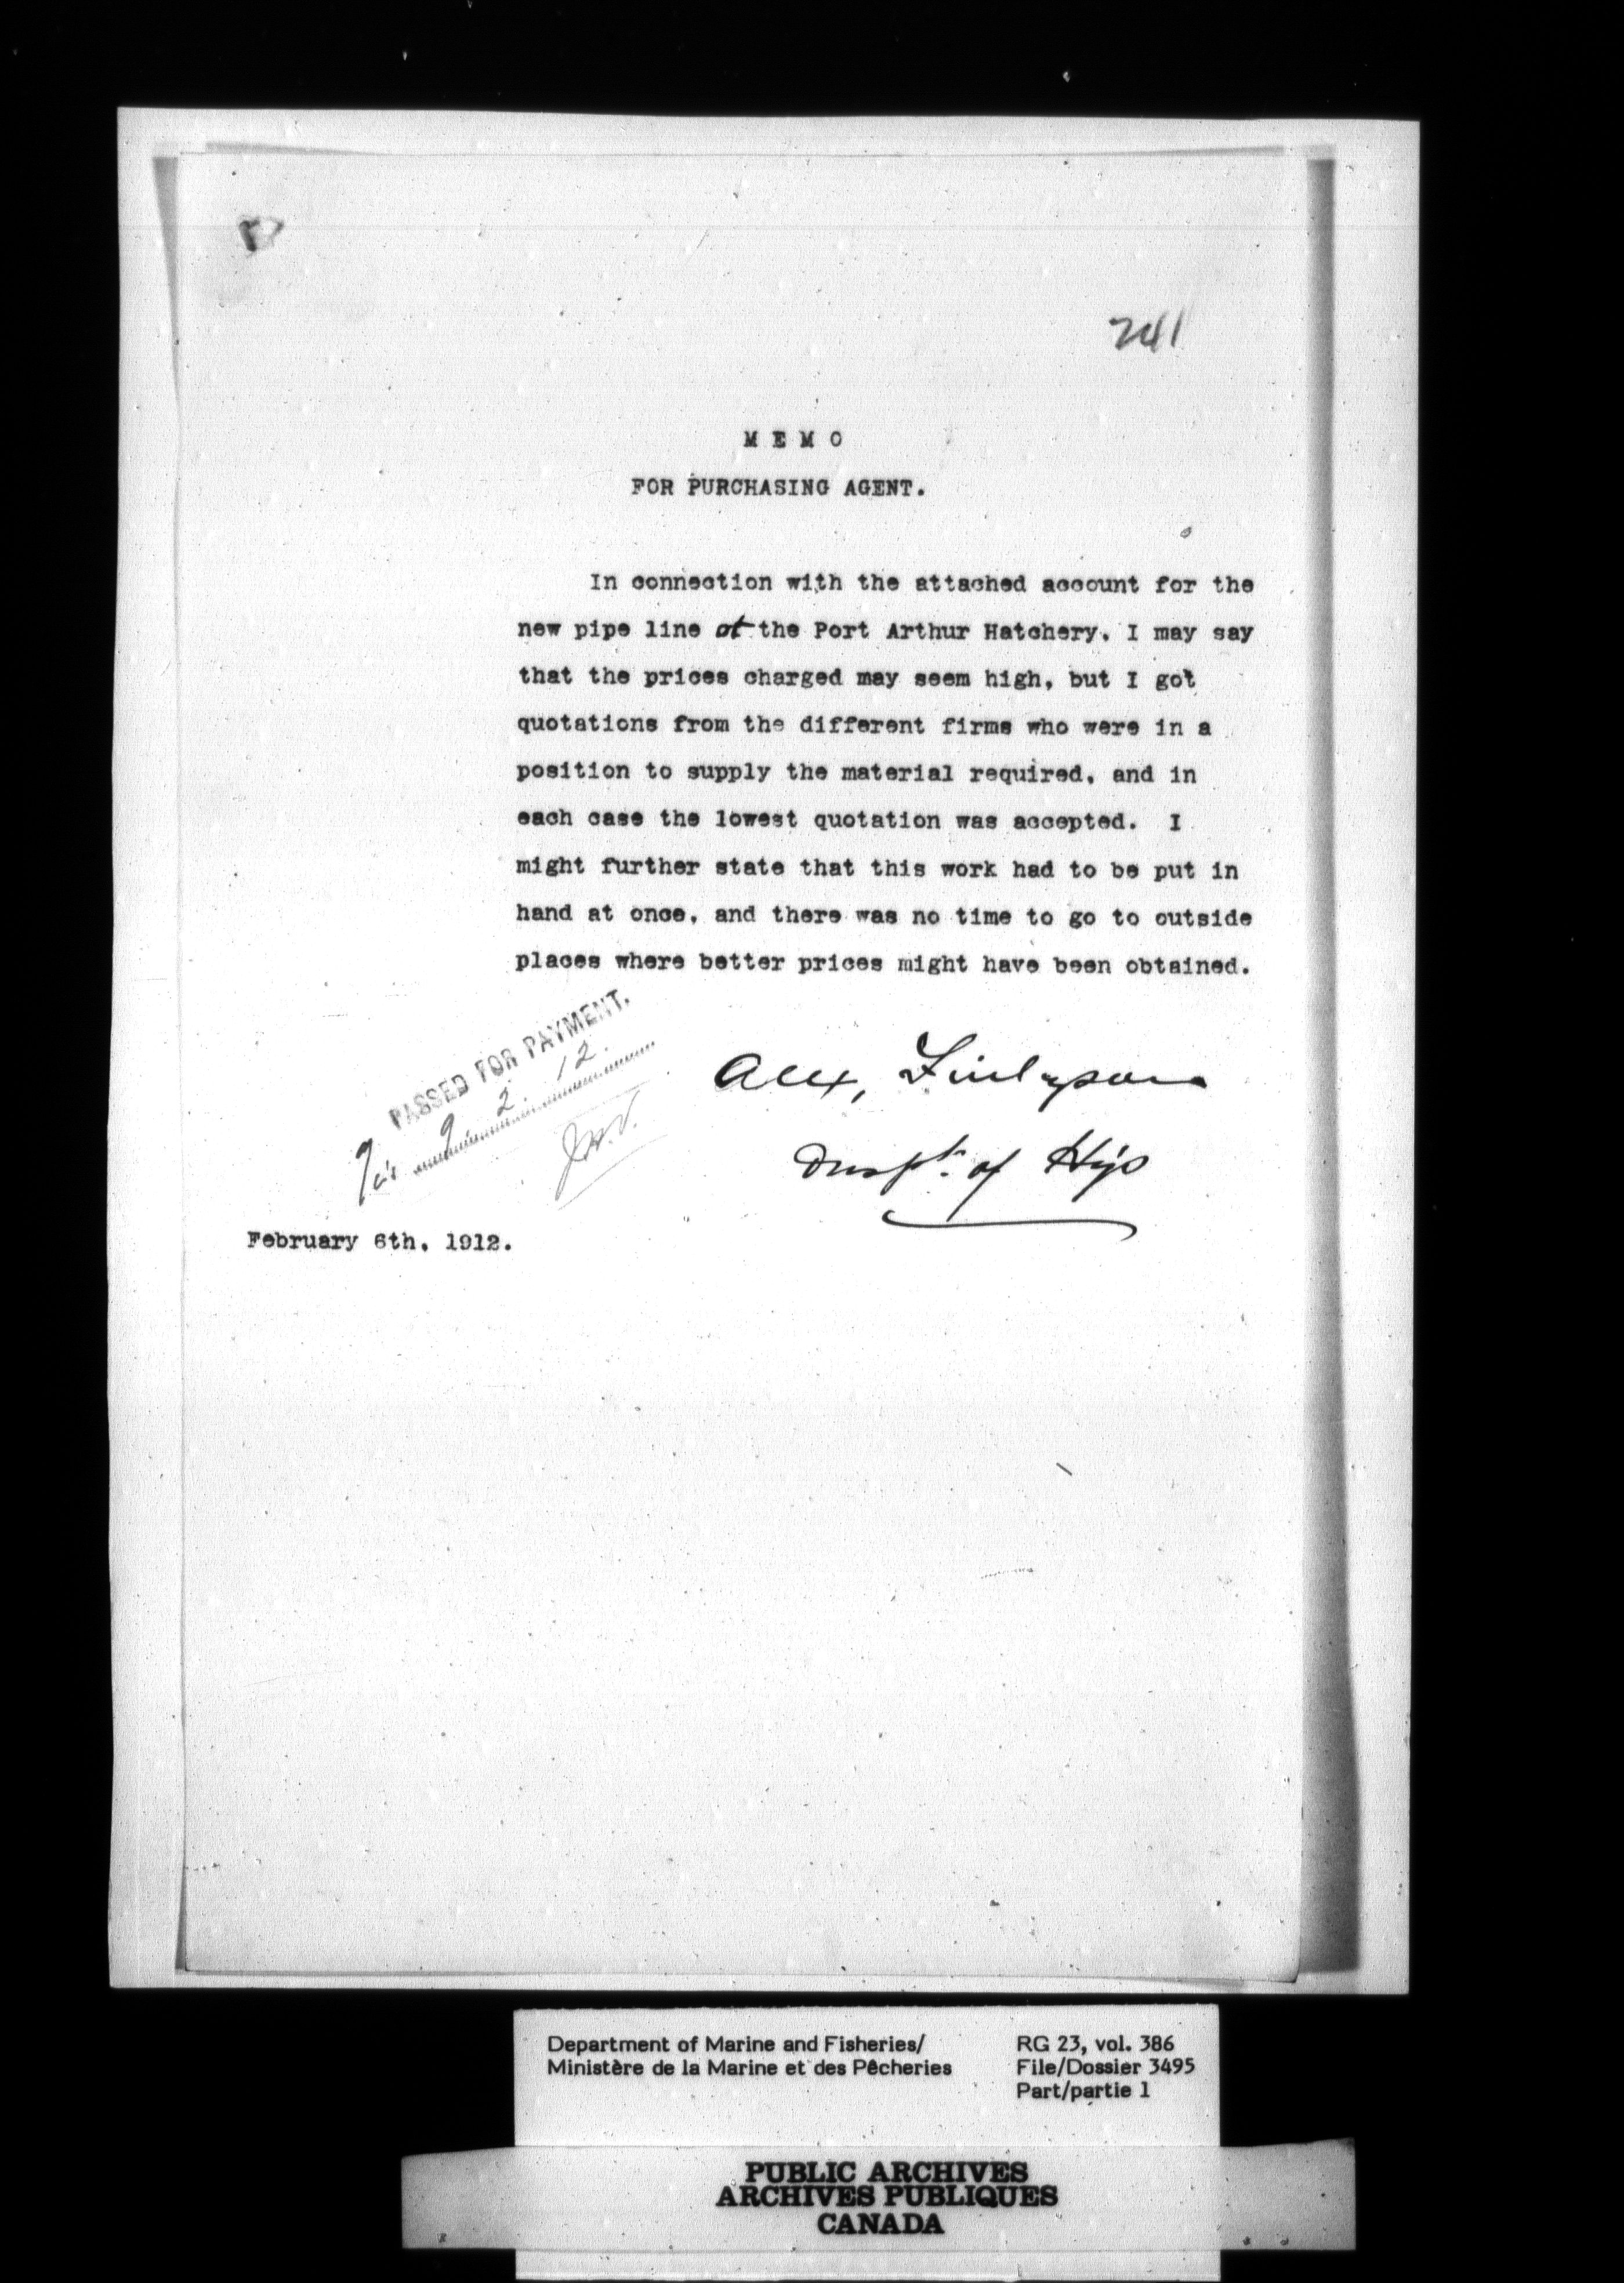 241
M E M O
FOR PURCHASING AGENT.
In connection with the attached account for the
new pipe line at the Port Arthur Hatchery, I may say
that the prices charged may seem high, but I got
quotations from the different firms who were in a
position to supply the material required, and in
each case the lowest quotation was accepted.  I
might further state that this work had to be put in
hand at once, and there was no time to go to outside
places where better prices might have been obtained.
PASSED FOR PAYMENT.
9. 2. 12.
Alex, Finlayson
Inspt. of Hys
February 6th, 1912.
Department of Marine and Fisheries/
Ministère de la Marine et des Pêcheries
RG 23, vol. 386
File/Dossier 3495
Part/partie 1
PUBLIC ARCHIVES
ARCHIVES PUBLIQUES
CANADA